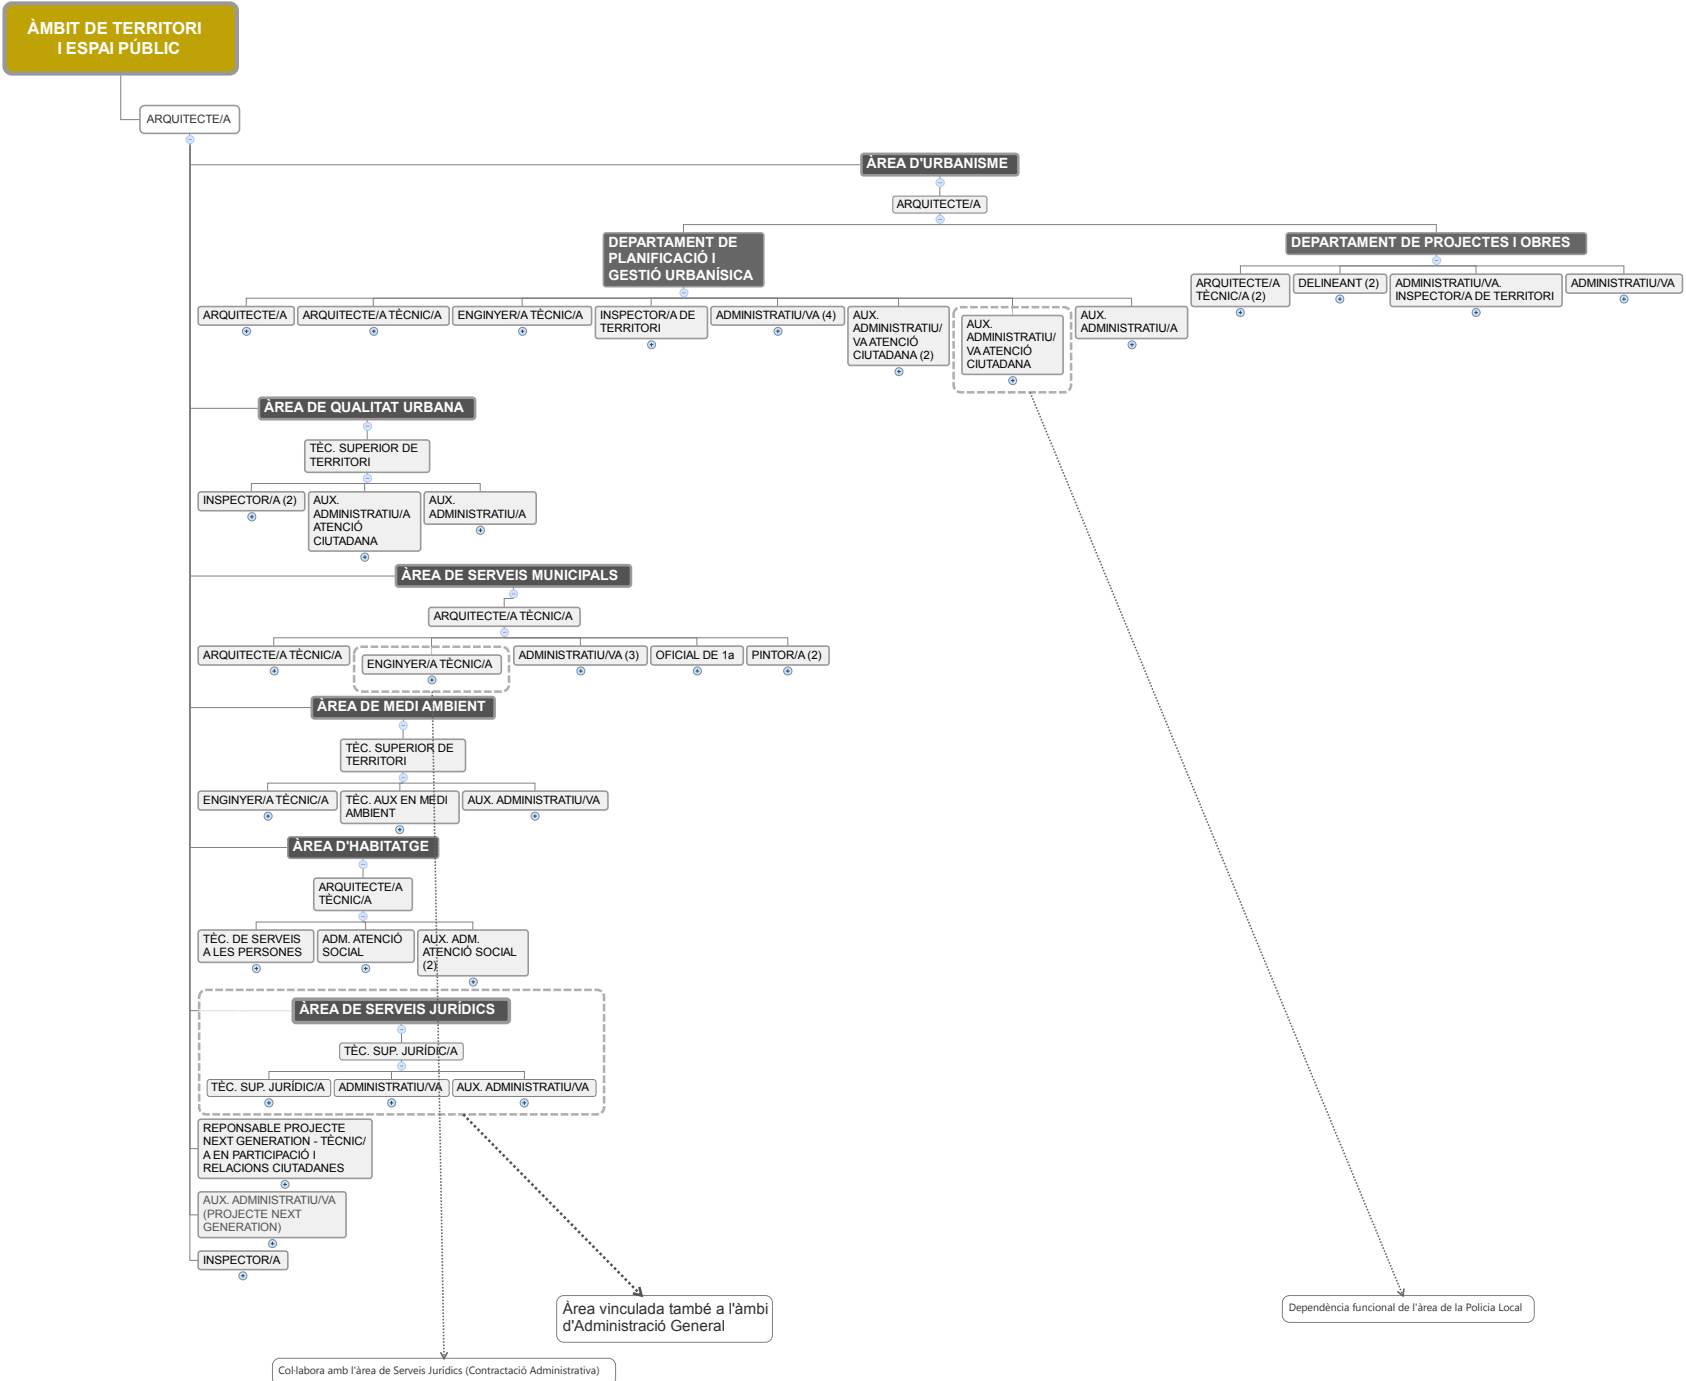 ÀMBIT DE TERRITORI
I ESPAI PÚBLIC
ARQUITECTE/A
ÀREA D'URBANISME
ARQUITECTE/A
DEPARTAMENT DE
PLANIFICACIÓ I
GESTIÓ URBANÍSICA
ARQUITECTE/A
ARQUITECTE/A TÈCNIC/A
ENGINYER/A TÈCNIC/A
INSPECTOR/A DE
TERRITORI
ADMINISTRATIU/VA (4)
AUX.
ADMINISTRATIU/
VA ATENCIÓ
CIUTADANA (2)
AUX.
ADMINISTRATIU/
VA ATENCIÓ
CIUTADANA
AUX.
ADMINISTRATIU/A
DEPARTAMENT DE PROJECTES I OBRES
ARQUITECTE/A
TÈCNIC/A (2)
DELINEANT (2)
ADMINISTRATIU/VA.
INSPECTOR/A DE TERRITORI
ADMINISTRATIU/VA
ÀREA DE QUALITAT URBANA
TÈC. SUPERIOR DE
TERRITORI
INSPECTOR/A (2)
AUX.
ADMINISTRATIU/A
ATENCIÓ
CIUTADANA
AUX.
ADMINISTRATIU/A
ÀREA DE SERVEIS MUNICIPALS
ARQUITECTE/A TÈCNIC/A
ARQUITECTE/A TÈCNIC/A
ENGINYER/A TÈCNIC/A
ADMINISTRATIU/VA (3)
OFICIAL DE 1a
PINTOR/A (2)
ÀREA DE MEDI AMBIENT
TÈC. SUPERIOR DE
TERRITORI
ENGINYER/A TÈCNIC/A
TÈC. AUX EN MEDI
AMBIENT
AUX. ADMINISTRATIU/VA
ÀREA D'HABITATGE
ARQUITECTE/A
TÈCNIC/A
TÈC. DE SERVEIS
A LES PERSONES
ADM. ATENCIÓ
SOCIAL
AUX. ADM.
ATENCIÓ SOCIAL
(2)
ÀREA DE SERVEIS JURÍDICS
TÈC. SUP. JURÍDIC/A
TÈC. SUP. JURÍDIC/A
ADMINISTRATIU/VA
AUX. ADMINISTRATIU/VA
REPONSABLE PROJECTE
NEXT GENERATION - TÈCNIC/
A EN PARTICIPACIÓ I
RELACIONS CIUTADANES
AUX. ADMINISTRATIU/VA
(PROJECTE NEXT
GENERATION)
INSPECTOR/A
Àrea vinculada també a l'àmbi
d'Administració General
Dependència funcional de l'àrea de la Policia Local
Col·labora amb l'àrea de Serveis Jurídics (Contractació Administrativa)